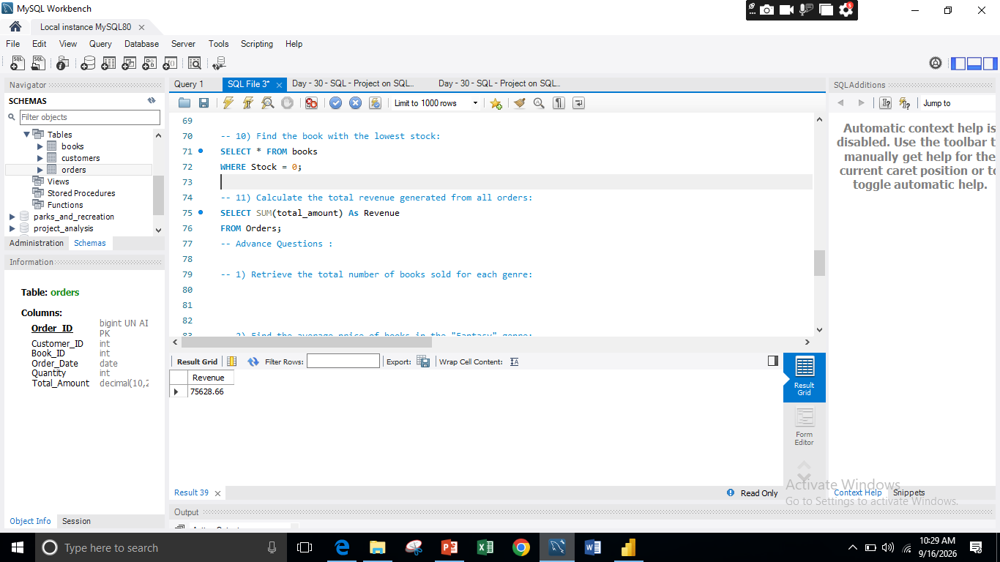 MySQL Workbench
Local instance MySQL80
File Edit View Query Database Server Tools Scripting Help
Navigator
SCHEMAS
Filter objects
Tables
books
customers
orders
Views
Stored Procedures
Functions
parks_and_recreation
project_analysis
Administration Schemas
Information
Table: orders
Columns:
Order_ID bigint UN AI PK
Customer_ID int
Book_ID int
Order_Date date
Quantity int
Total_Amount decimal(10,2
Object Info Session
Query 1 SQL File 3* Day - 30 - SQL - Project on SQL... Day - 30 - SQL - Project on SQL...
Limit to 1000 rows
69
70 -- 10) Find the book with the lowest stock:
71 SELECT * FROM books
72 WHERE Stock = 0;
73
74 -- 11) Calculate the total revenue generated from all orders:
75 SELECT SUM(total_amount) As Revenue
76 FROM Orders;
77 -- Advance Questions :
78
79 -- 1) Retrieve the total number of books sold for each genre:
80
81
82
83 -- 2) Find the average price of books in the "Fantasy" genre:
Result Grid Filter Rows: Export: Wrap Cell Content:
Revenue
75628.66
Result Grid
Form Editor
Result 39
Read Only
Output
SQLAdditions
Jump to
Automatic context help is
disabled. Use the toolbar t
manually get help for the
current caret position or to
toggle automatic help.
Context Help Snippets
Activate Windows
Go to Settings to activate Windows.
Type here to search
10:29 AM
9/16/2026